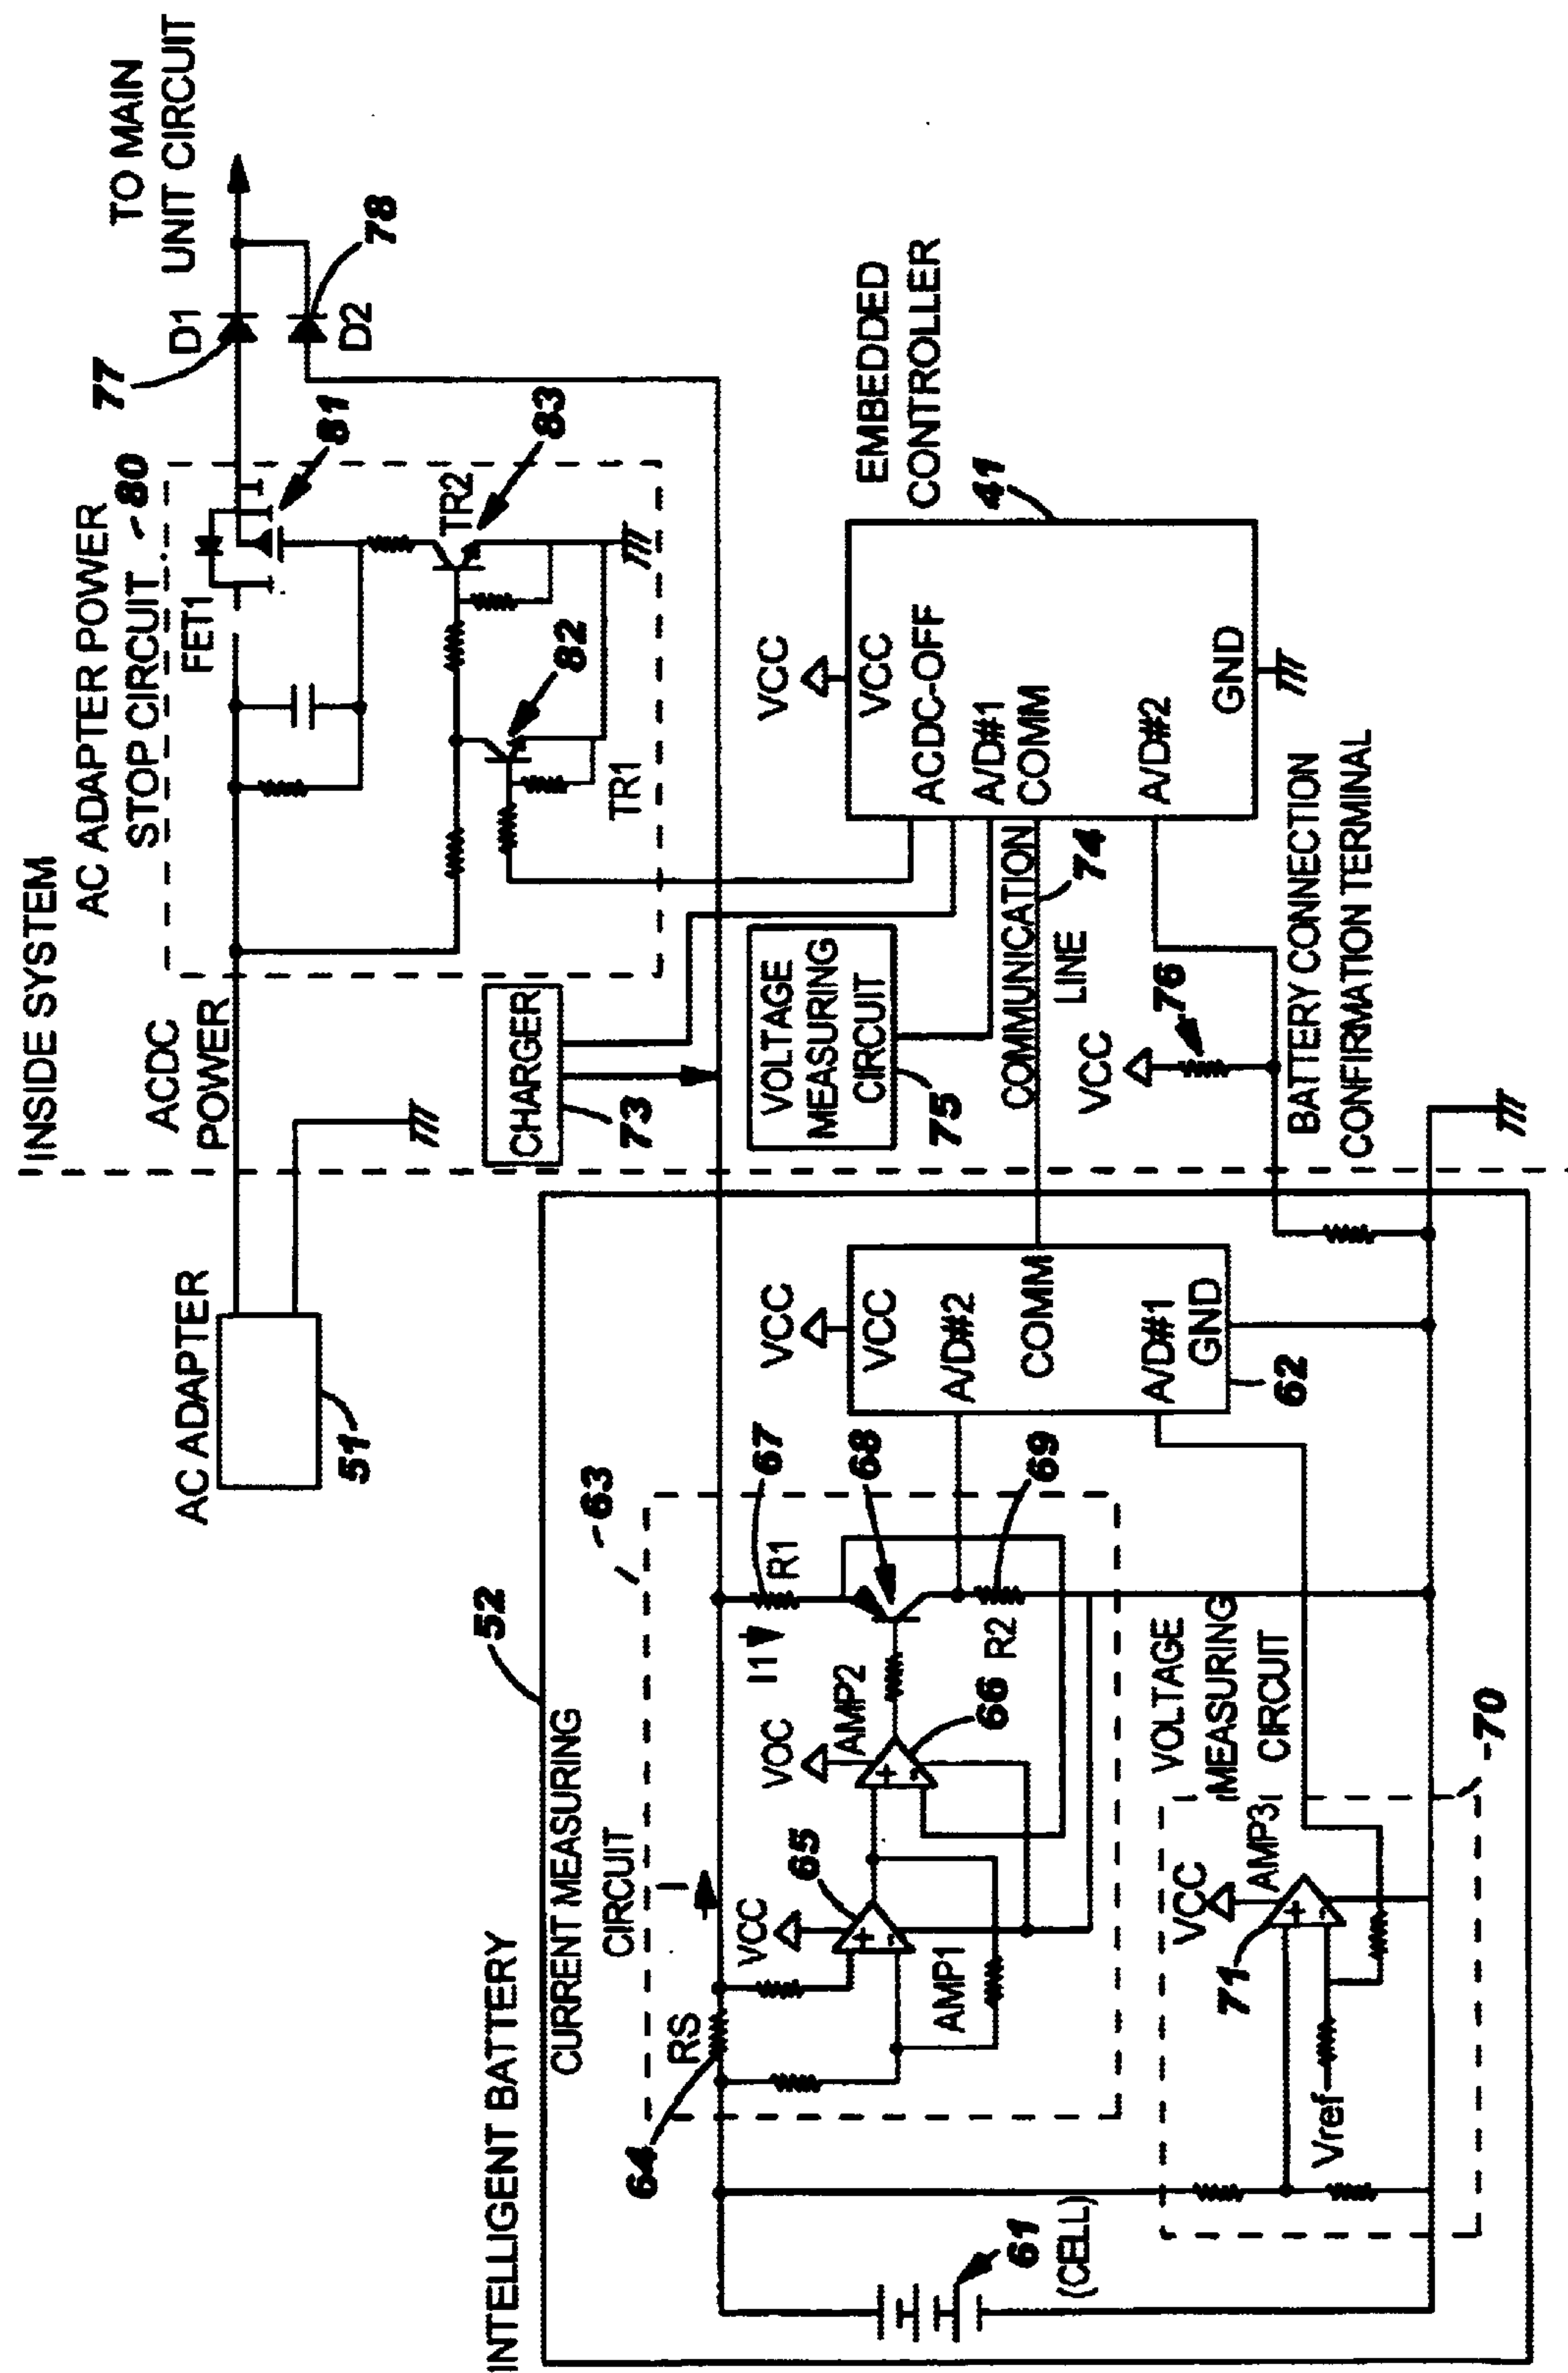 INSIDE SYSTEM
AC ADAPTER
51
ACDC
POWER
AC ADAPTER POWER
STOP CIRCUIT
80
FET1
81
TR2
83
82
TR1
77
D1
D2
78
TO MAIN
UNIT CIRCUIT
CHARGER
73
VOLTAGE
MEASURING
CIRCUIT
75
COMMUNICATION
LINE
74
EMBEDDED
CONTROLLER
41
VCC
VCC
ACDC-OFF
A/D#1
COMM
A/D#2
GND
VCC
76
BATTERY CONNECTION
CONFIRMATION TERMINAL
INTELLIGENT BATTERY
52
CURRENT MEASURING
CIRCUIT
63
64
RS
I
VCC
65
AMP1
VOC
AMP2
66
I1
R1
67
68
R2
69
VCC
VCC
A/D#2
COMM
A/D#1
GND
62
61
(CELL)
VOLTAGE
MEASURING
CIRCUIT
70
Vref
71
VCC
AMP3